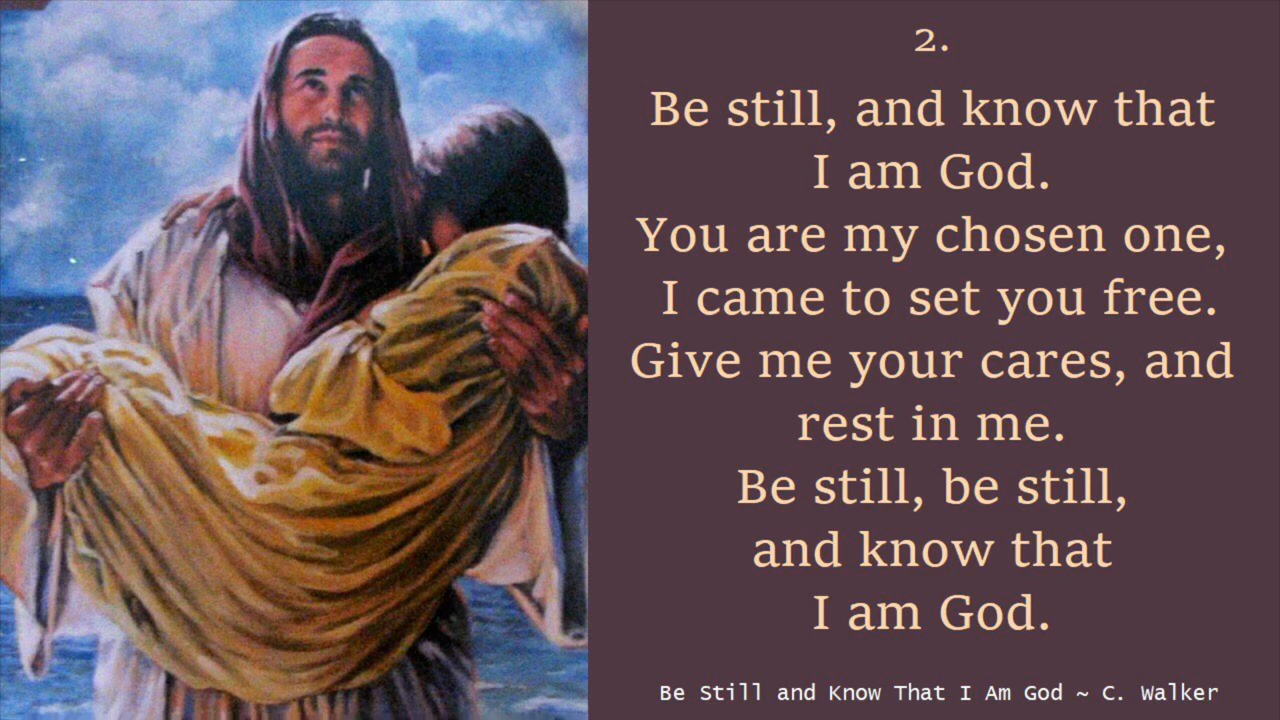 2.
Be still, and know that
I am God.
You are my chosen one,
I came to set you free.
Give me your cares, and
rest in me.
Be still, be still,
and know that
I am God.
Be Still and Know That I Am God ~ C. Walker